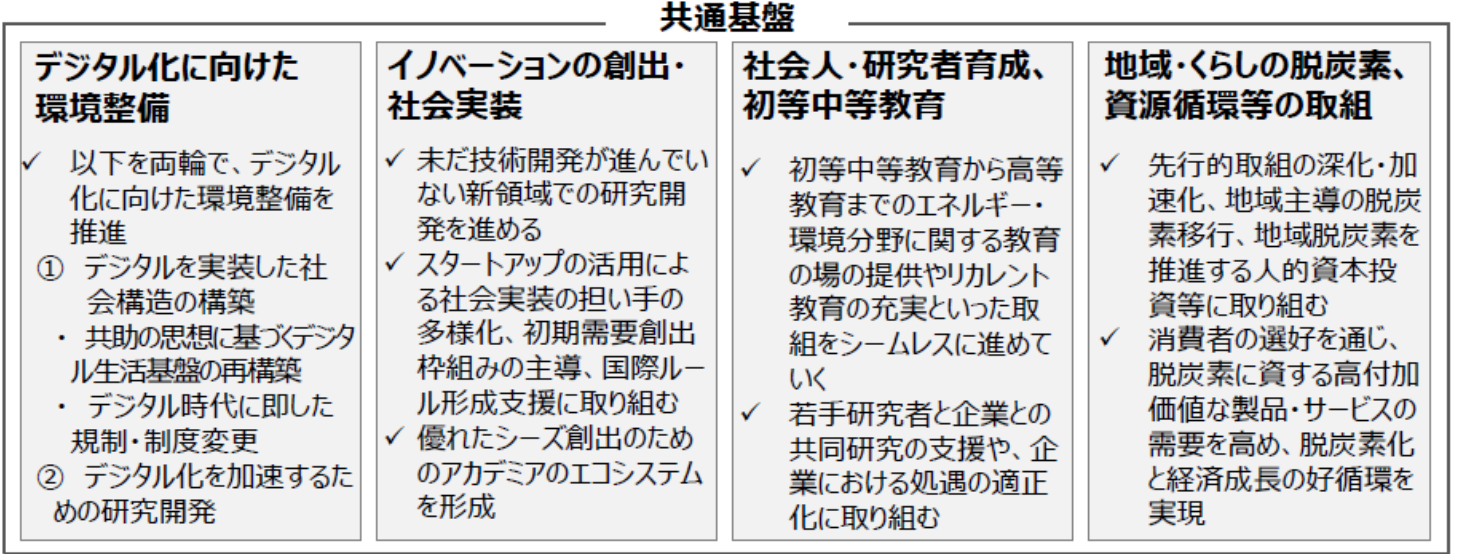 共通基盤
デジタル化に向けた
環境整備
✓ 以下を両輪で、デジタル
化に向けた環境整備を
推進
① デジタルを実装した社
会構造の構築
・ 共助の思想に基づくデジタ
ル生活基盤の再構築
・ デジタル時代に即した
規制・制度変更
② デジタル化を加速するた
めの研究開発
イノベーションの創出・
社会実装
✓ 未だ技術開発が進んでい
ない新領域での研究開
発を進める
✓ スタートアップの活用によ
る社会実装の担い手の
多様化、初期需要創出
枠組みの主導、国際ルー
ル形成支援に取り組む
✓ 優れたシーズ創出のため
のアカデミアのエコシステム
を形成
社会人・研究者育成、
初等中等教育
✓ 初等中等教育から高等
教育までのエネルギー・
環境分野に関する教育
の場の提供やリカレント
教育の充実といった取
組をシームレスに進めて
いく
✓ 若手研究者と企業との
共同研究の支援や、企
業における処遇の適正
化に取り組む
地域・くらしの脱炭素、
資源循環等の取組
✓ 先行的取組の深化・加
速化、地域主導の脱炭
素移行、地域脱炭素を
推進する人的資本投
資等に取り組む
✓ 消費者の選好を通じ、
脱炭素に資する高付加
価値な製品・サービスの
需要を高め、脱炭素化
と経済成長の好循環を
実現